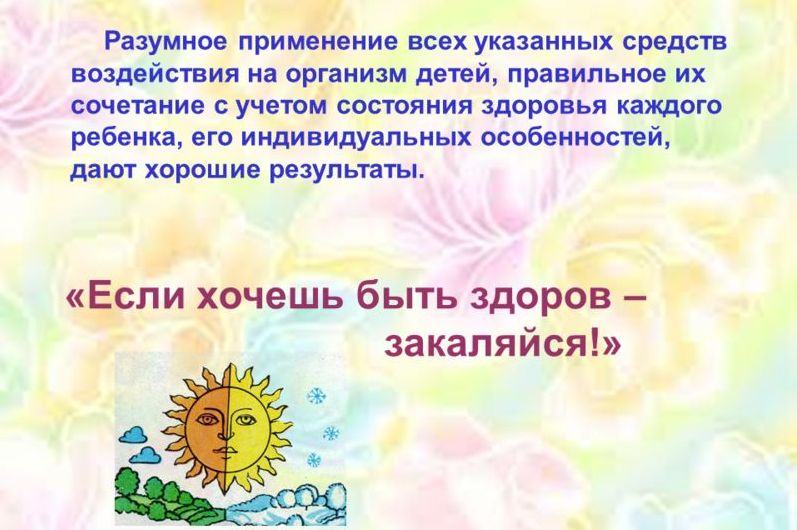 Разумное применение всех указанных средств
воздействия на организм детей, правильное их
сочетание с учетом состояния здоровья каждого
ребенка, его индивидуальных особенностей,
дают хорошие результаты.
«Если хочешь быть здоров –
закаляйся!»